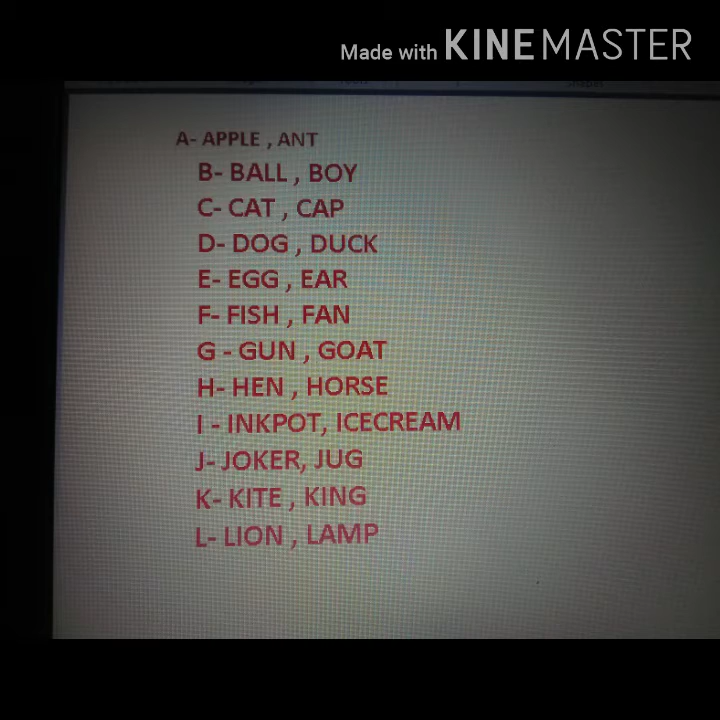 Made with KINEMASTER
A- APPLE , ANT
B- BALL , BOY
C- CAT , CAP
D- DOG , DUCK
E- EGG , EAR
F- FISH , FAN
G - GUN , GOAT
H- HEN , HORSE
I - INKPOT, ICECREAM
J- JOKER, JUG
K- KITE , KING
L- LION , LAMP